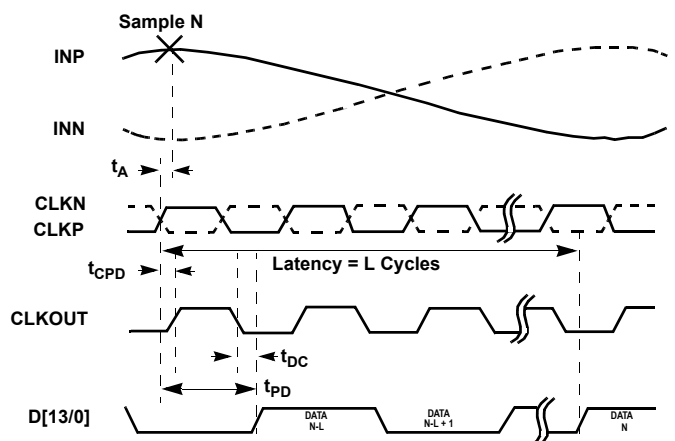 Sample N
INP
INN
tA
CLKN
CLKP
Latency = L Cycles
tCPD
CLKOUT
tDC
tPD
D[13/0]
DATA
N-L
DATA
N-L + 1
DATA
N